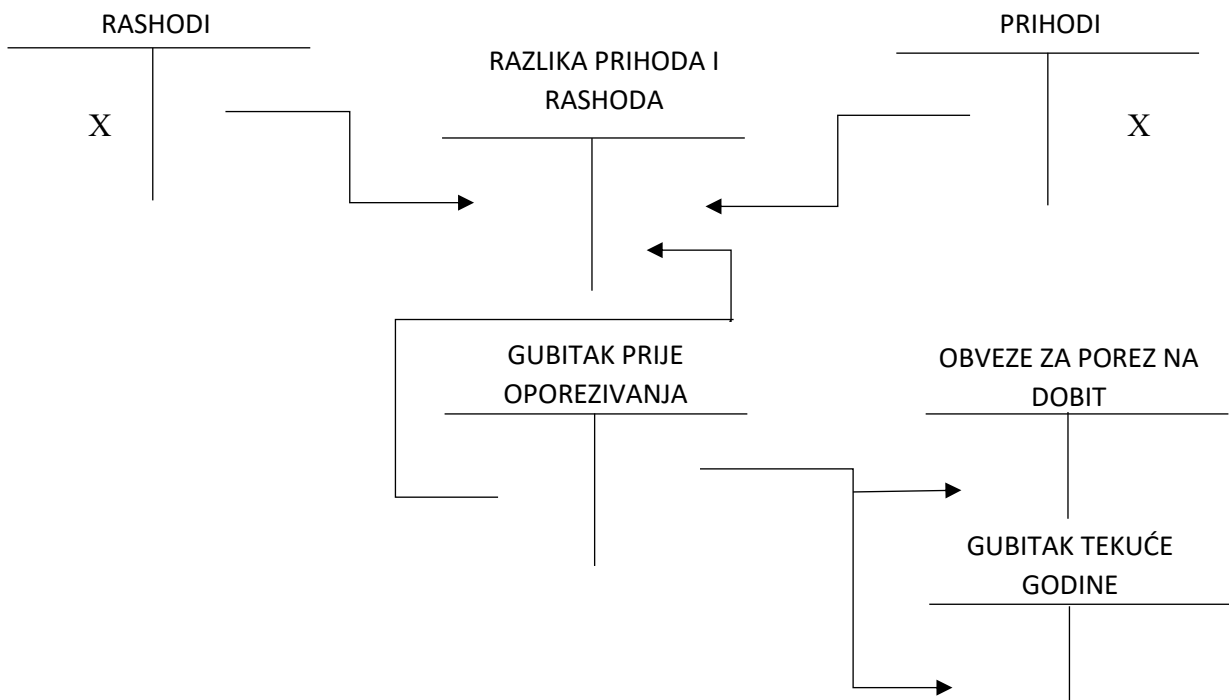 RASHODI
PRIHODI
RAZLIKA PRIHODA I
RASHODA
X
X
GUBITAK PRIJE
OPOREZIVANJA
OBVEZE ZA POREZ NA
DOBIT
GUBITAK TEKUĆE
GODINE